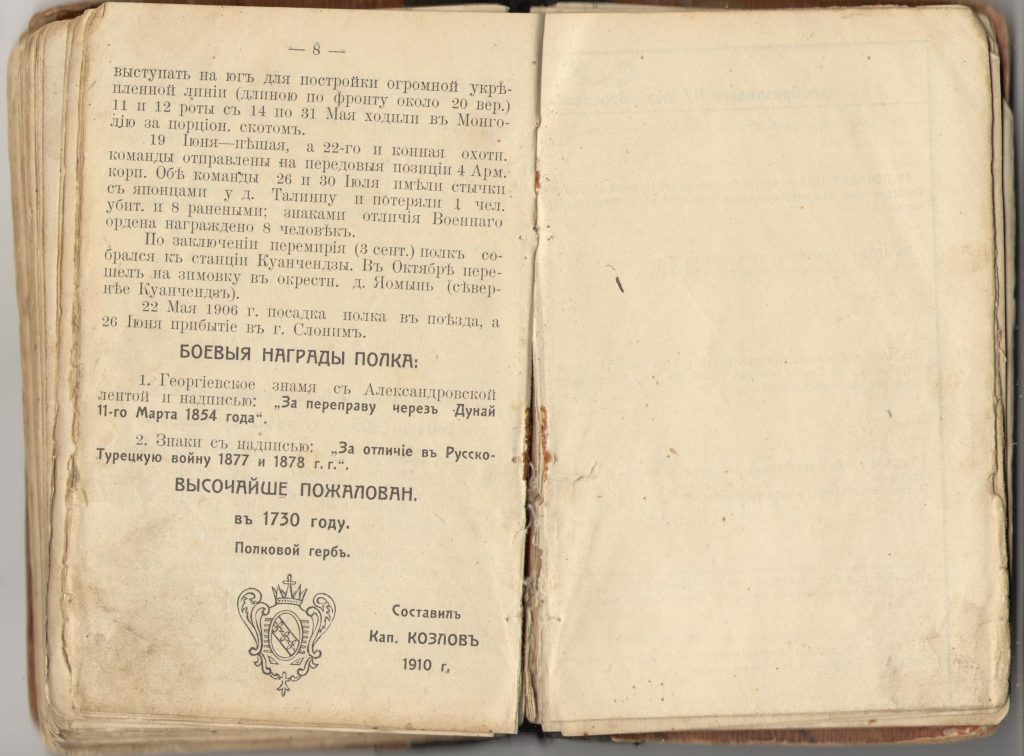 — 8 —
выступать на югъ для постройки огромной укрѣ-
пленной линіи (длиною по фронту около 20 вер.)
11 и 12 роты съ 14 по 31 Мая ходили въ Монго-
лію за порціон. скотомъ.
19 Іюня—пѣшая, а 22-го и конная охотн.
команды отправлены на передовыя позиціи 4 Арм.
корп. Обѣ команды 26 и 30 Іюля имѣли стычки
съ японцами у д. Талинпу и потеряли 1 чел.
убит. и 8 ранеными; знаками отличія Военнаго
ордена награждено 8 человѣкъ.
По заключеніи перемирія (3 сент.) полкъ со-
брался къ станціи Куанчендзы. Въ Октябрѣ пере-
шелъ на зимовку въ окрестн. д. Яомынь (сѣвер-
нѣе Куанчендзы).
22 Мая 1906 г. посадка полка въ поѣзда, а
26 Іюня прибытіе въ г. Слонимъ.
БОЕВЫЯ НАГРАДЫ ПОЛКА:
1. Георгіевское знамя съ Александровской
лентой и надписью: „За переправу черезъ Дунай
11-го Марта 1854 года“.
2. Знаки съ надписью: „За отличіе въ Русско-
Турецкую войну 1877 и 1878 г. г.“.
ВЫСОЧАЙШЕ ПОЖАЛОВАН.
въ 1730 году.
Полковой гербъ.
Составилъ
Кап. КОЗЛОВЪ
1910 г.